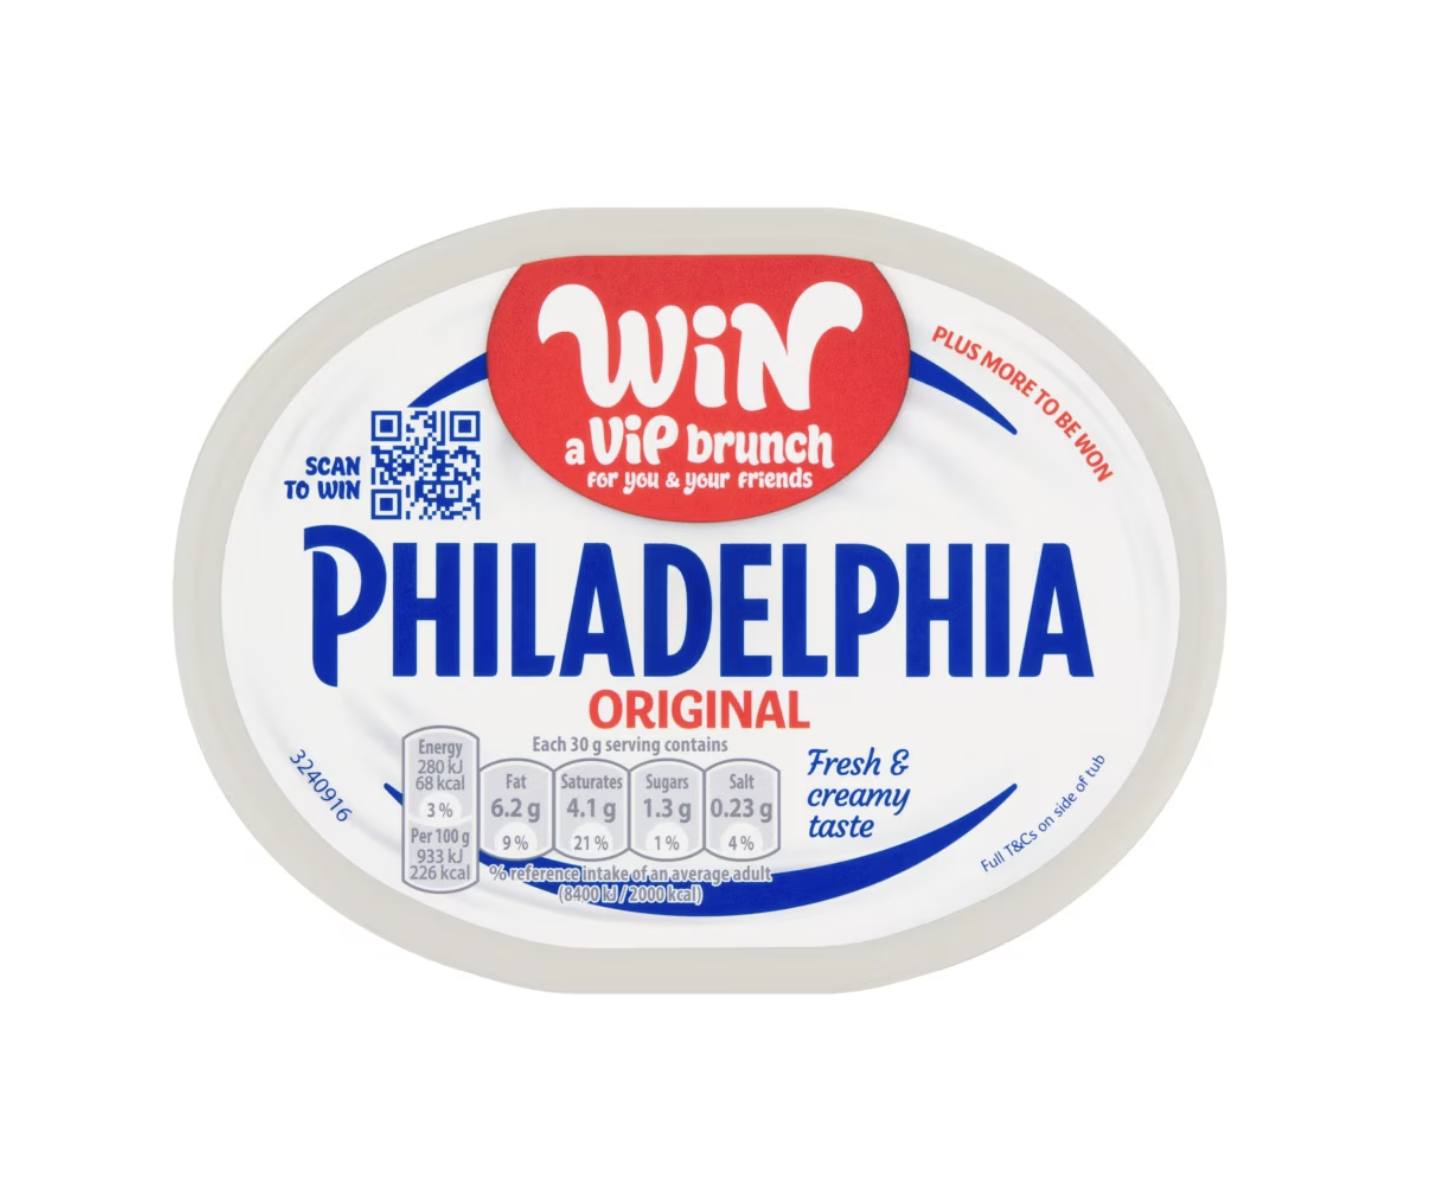 WiN
a ViP brunch
for you & your friends
PLUS MORE TO BE WON
SCAN
TO WIN
PHILADELPHIA
ORIGINAL
Each 30 g serving contains
Energy
280 kJ
68 kcal
3%
Per 100 g
933 kJ
226 kcal
Fat
6.2 g
9%
Saturates
4.1 g
21%
Sugars
1.3 g
1%
Salt
0.23 g
4%
% reference intake of an average adult
(8400 kJ / 2000 kcal)
Fresh &
creamy
taste
3240916
Full T&Cs on side of tub